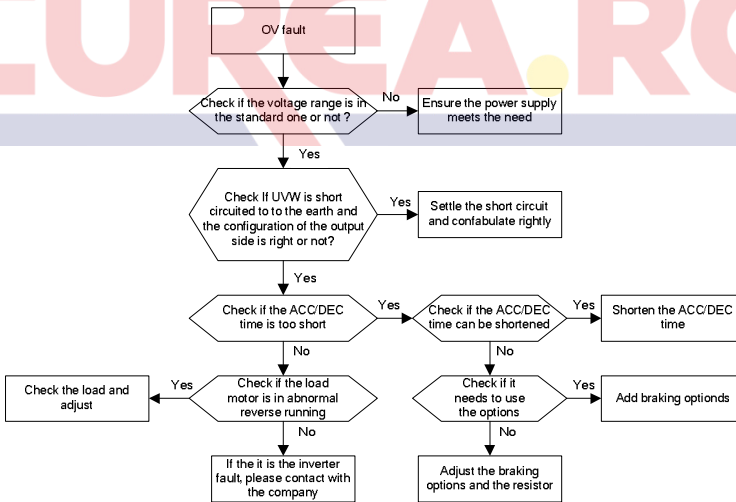 CUREA.RO
OV fault
Check if the voltage range is in
the standard one or not ?
No
Ensure the power supply
meets the need
Yes
Check If UVW is short
circuited to to the earth and
the configuration of the output
side is right or not?
Yes
Settle the short circuit
and confabulate rightly
Yes
Check if the ACC/DEC
time is too short
Yes
Check if the ACC/DEC
time can be shortened
Yes
Shorten the ACC/DEC
time
No
No
Check the load and
adjust
Yes
Check if the load
motor is in abnormal
reverse running
Check if it
needs to use
the options
Yes
Add braking optionds
No
No
If the it is the inverter
fault, please contact with
the company
Adjust the braking
options and the resistor